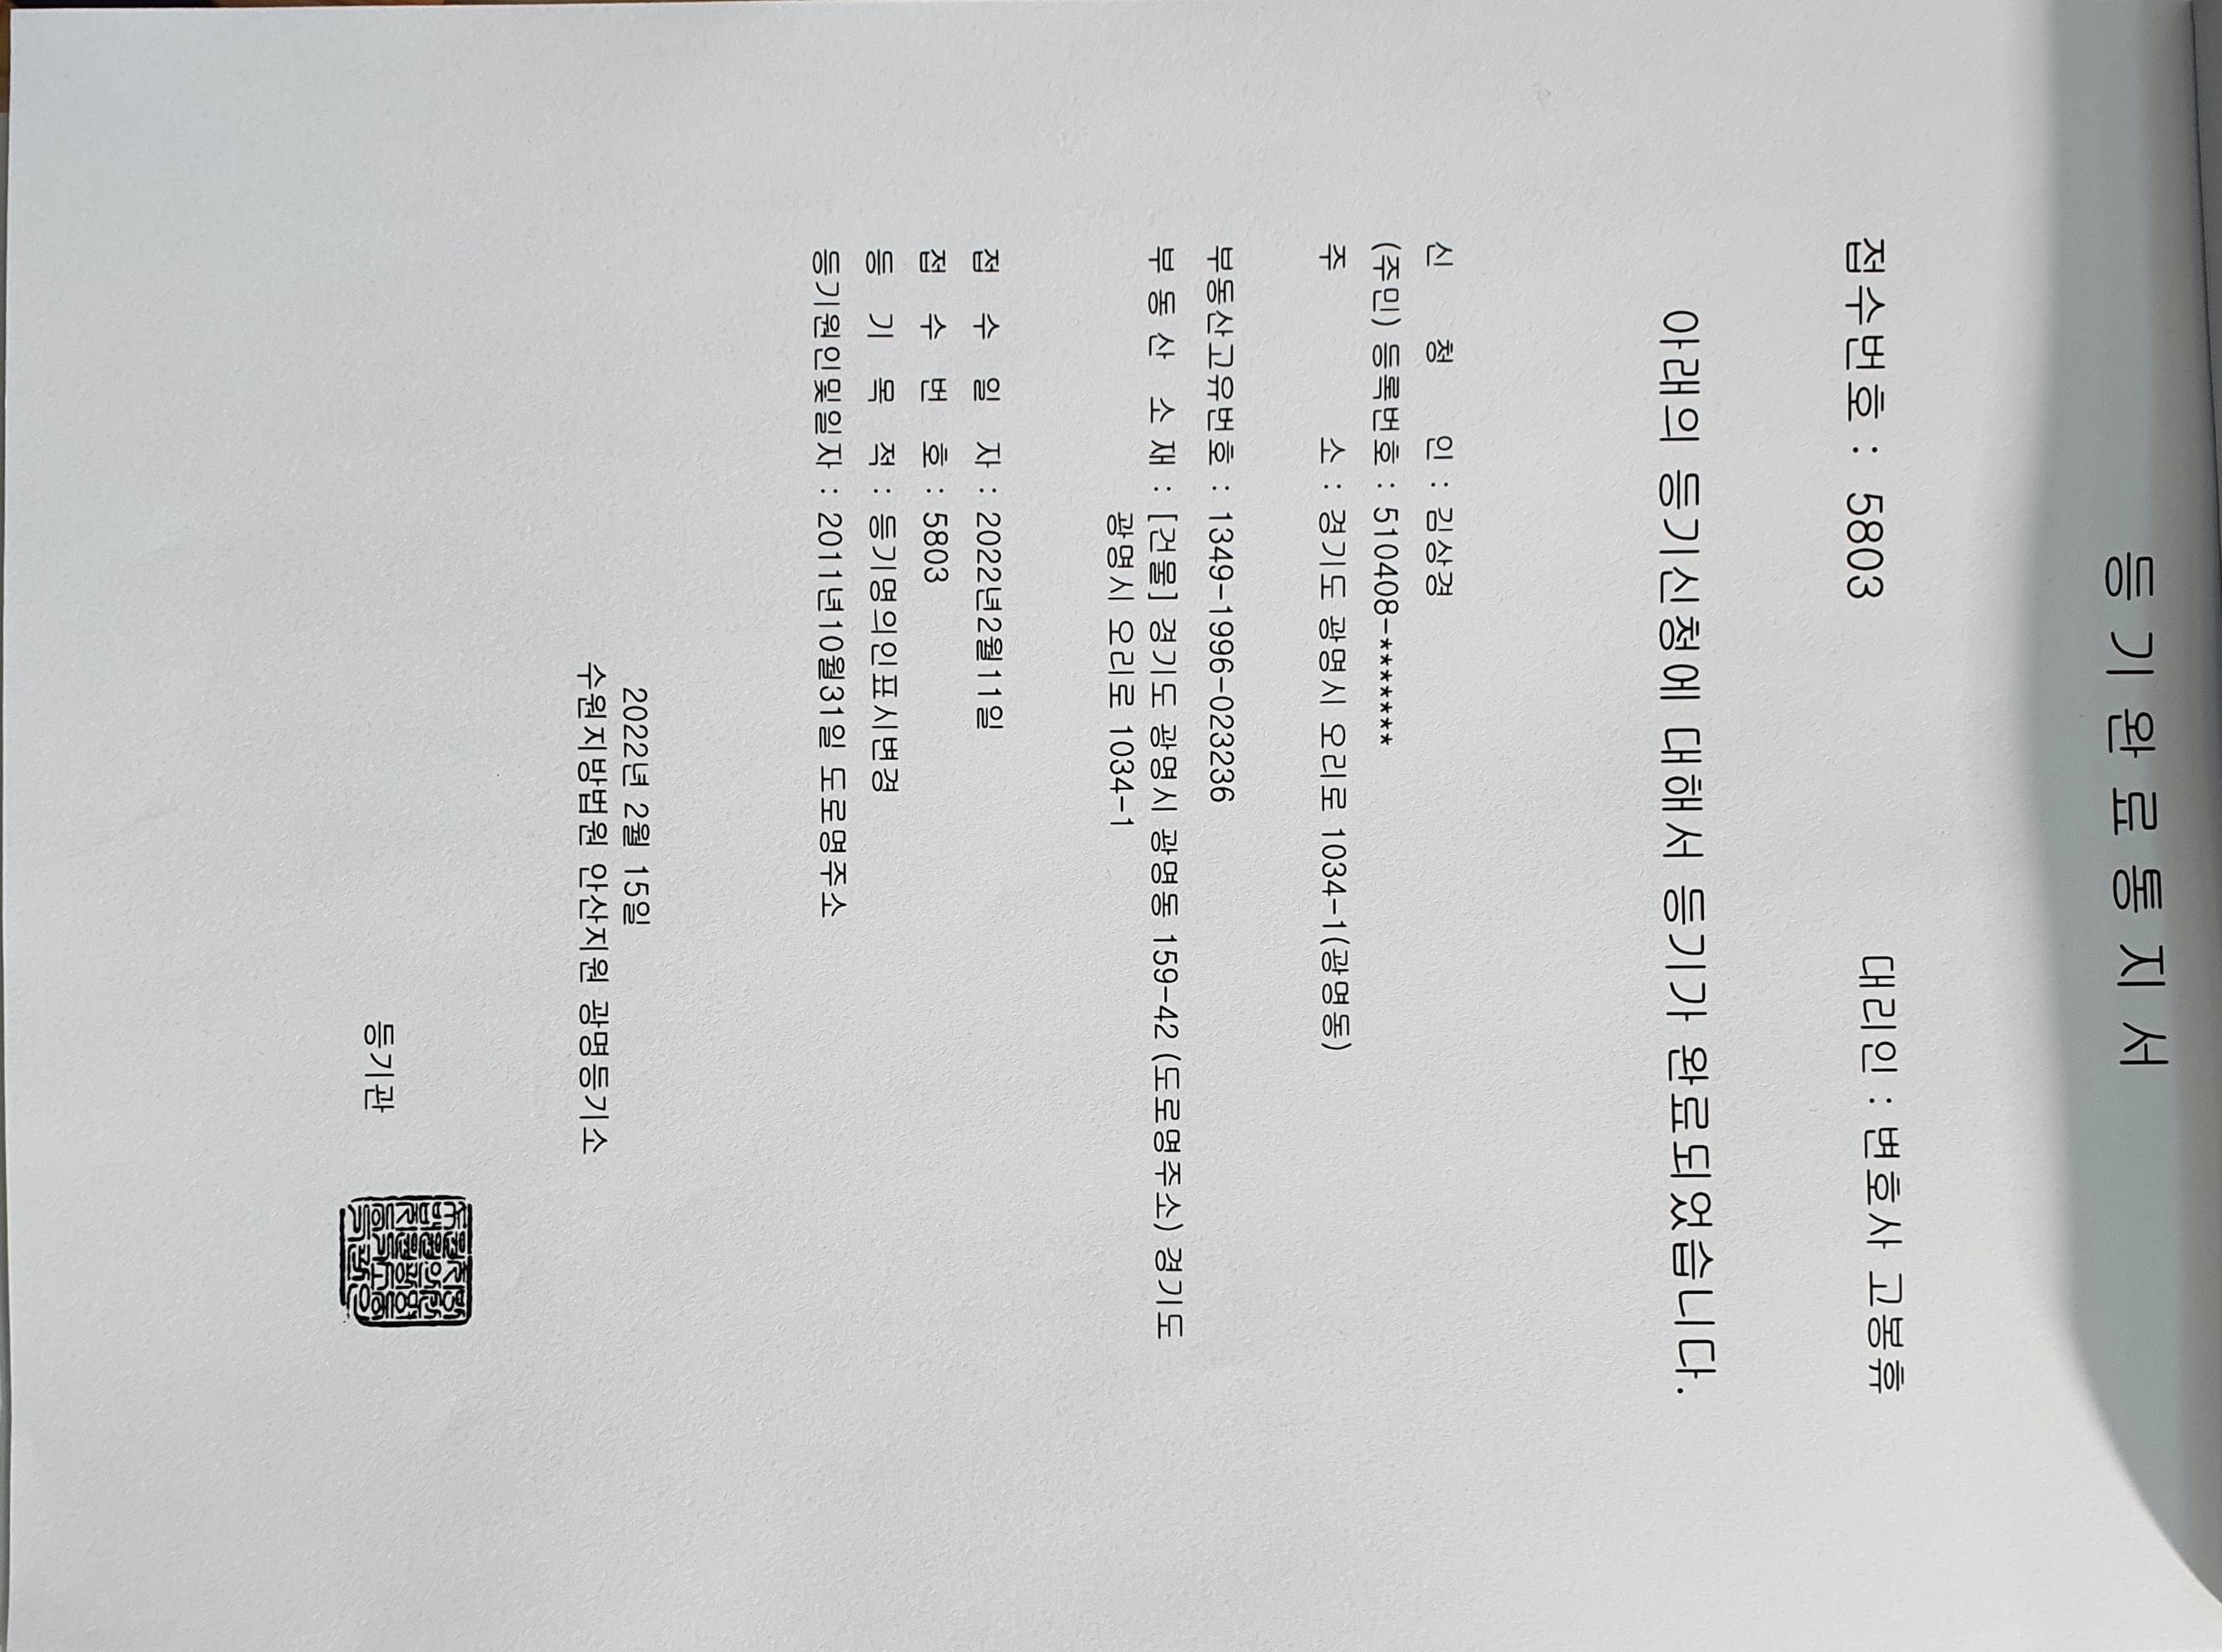 등 기 완 료 통 지 서
접수번호 : 5803 대리인 : 변호사 고봉휴
아래의 등기신청에 대해서 등기가 완료되었습니다.
신 청 인 : 김상경
(주민) 등록번호 : 510408-*******
주 소 : 경기도 광명시 오리로 1034-1(광명동)
부동산고유번호 : 1349-1996-023236
부 동 산 소 재 : [건물] 경기도 광명시 광명동 159-42 (도로명주소) 경기도
광명시 오리로 1034-1
접 수 일 자 : 2022년2월11일
접 수 번 호 : 5803
등 기 목 적 : 등기명의인표시변경
등기원인및일자 : 2011년10월31일 도로명주소
2022년 2월 15일
수원지방법원 안산지원 광명등기소
등기관